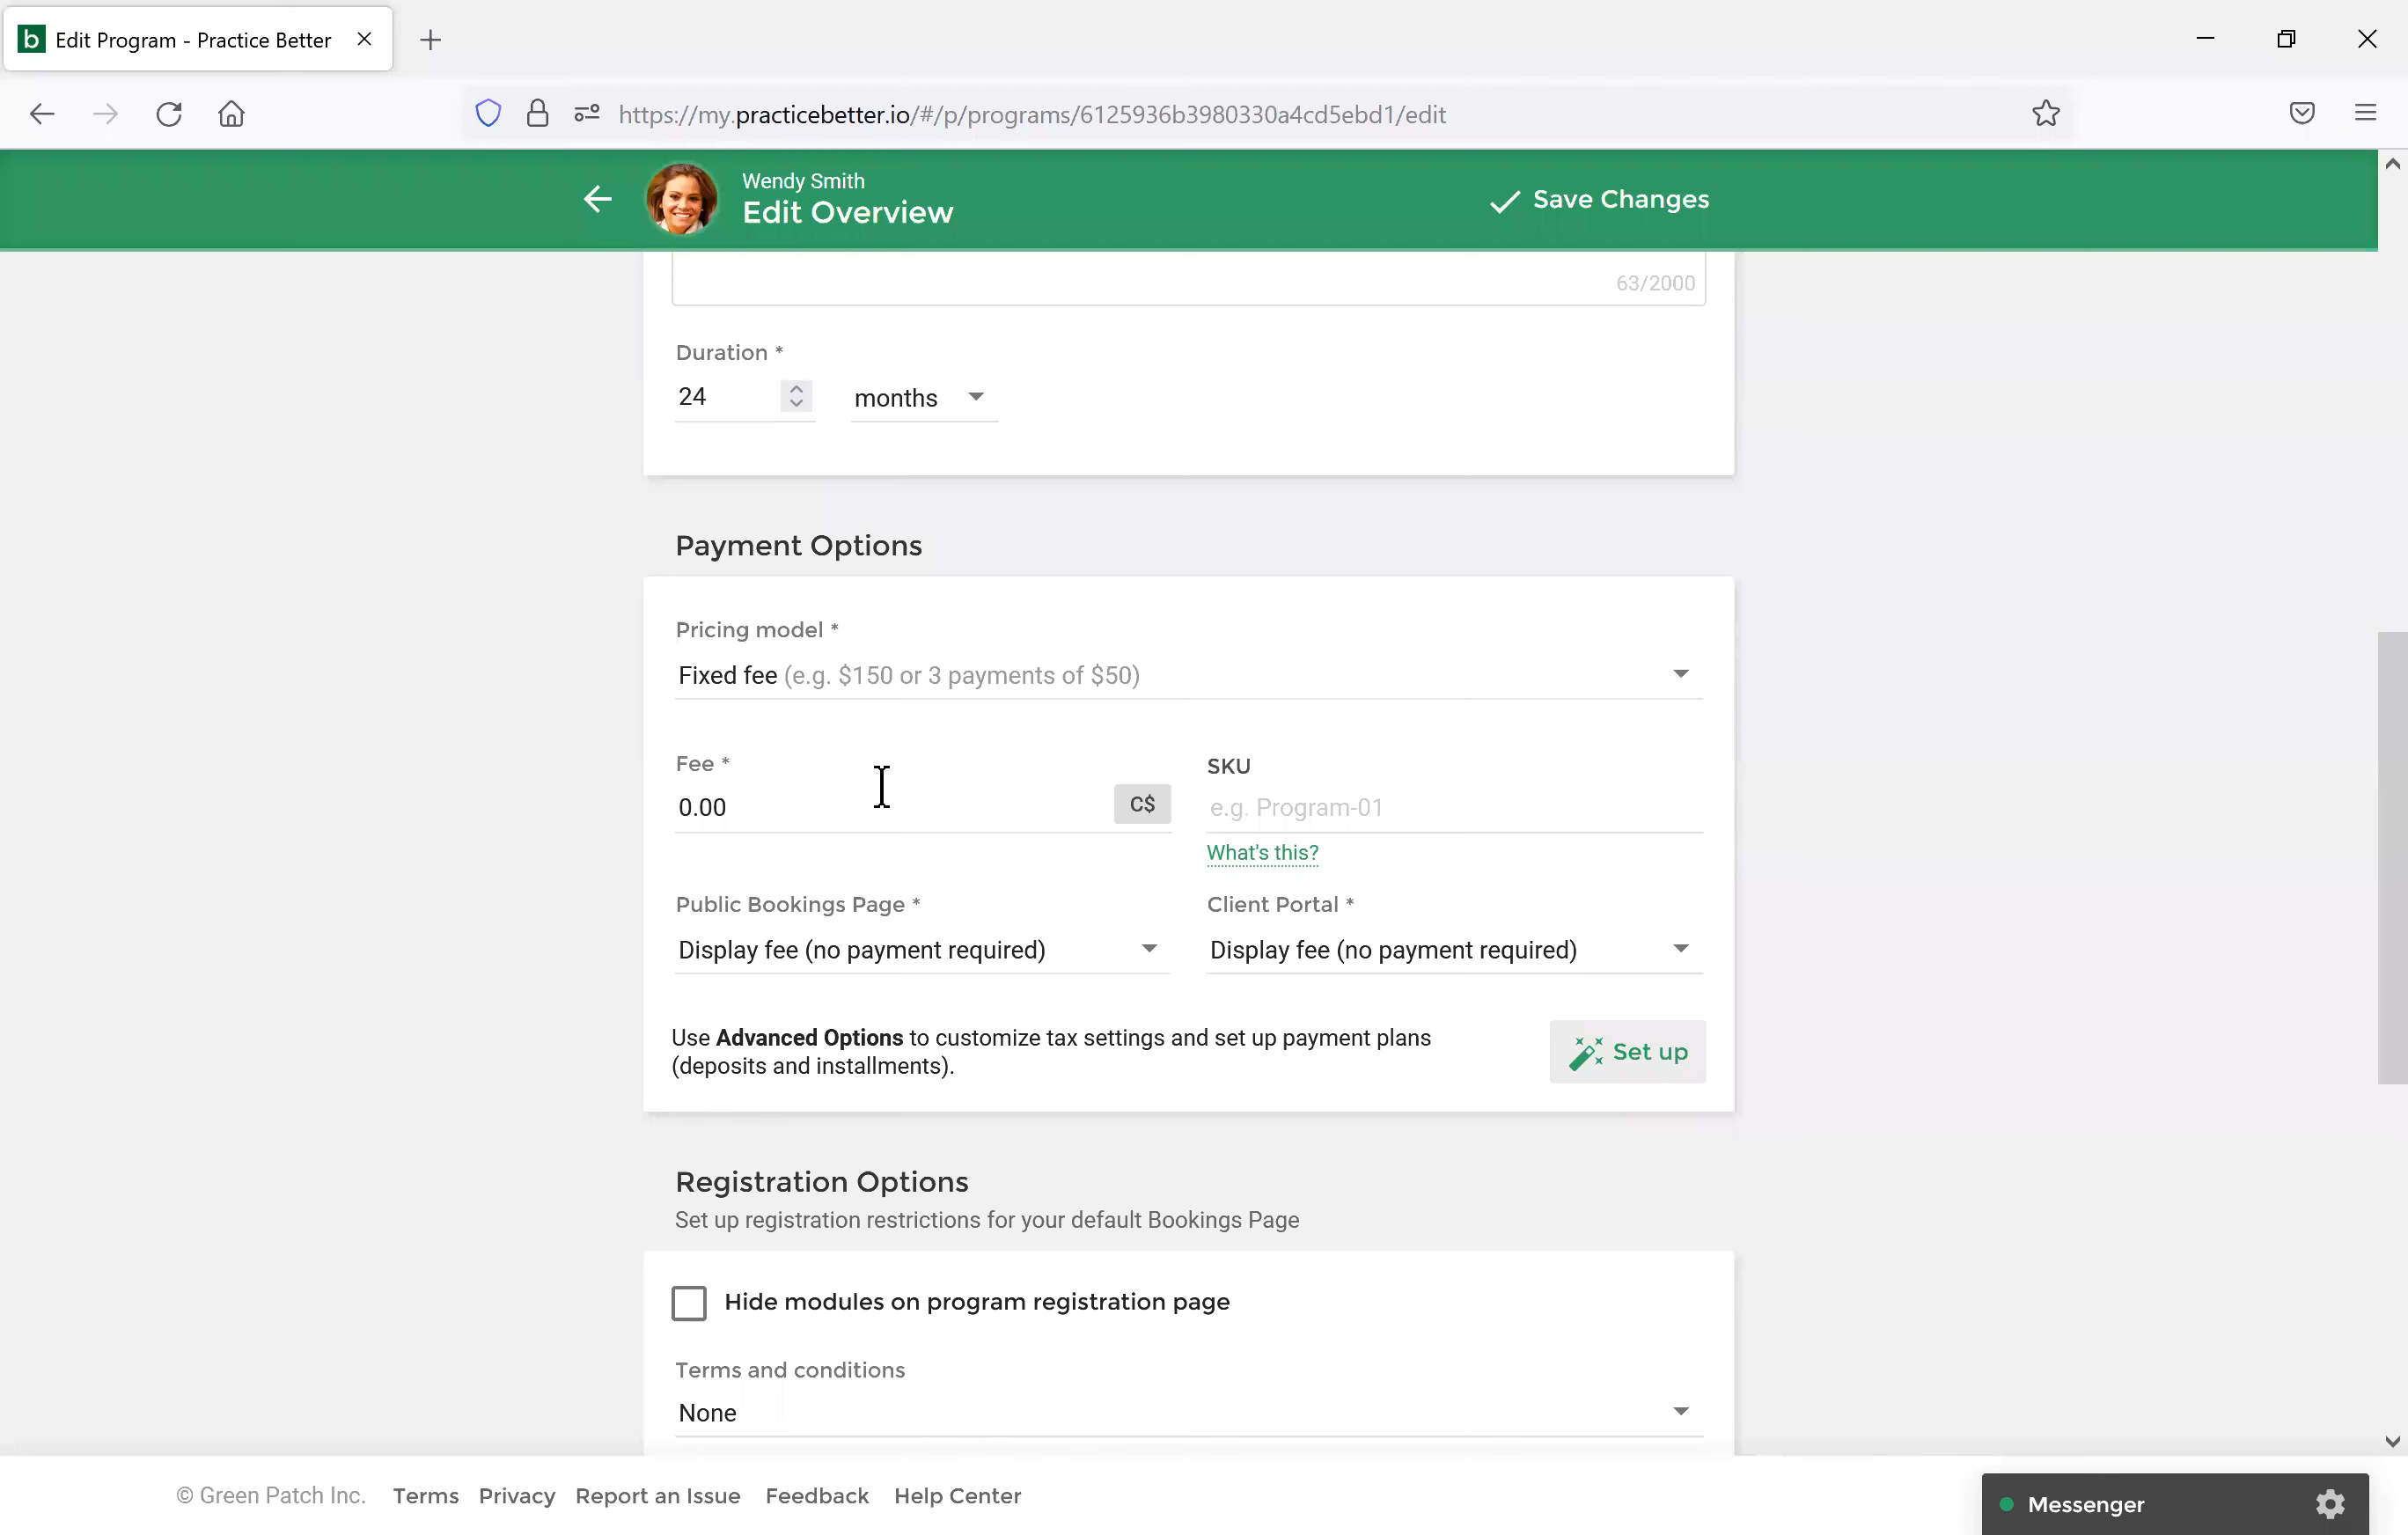 b Edit Program - Practice Better
https://my.practicebetter.io/#/p/programs/6125936b3980330a4cd5ebd1/edit
Wendy Smith
Edit Overview
Save Changes
63/2000
Duration *
24 months
Payment Options
Pricing model *
Fixed fee (e.g. $150 or 3 payments of $50)
Fee * SKU
0.00 C$ e.g. Program-01
What's this?
Public Bookings Page * Client Portal *
Display fee (no payment required) Display fee (no payment required)
Use Advanced Options to customize tax settings and set up payment plans
(deposits and installments).
Set up
Registration Options
Set up registration restrictions for your default Bookings Page
Hide modules on program registration page
Terms and conditions
None
© Green Patch Inc. Terms Privacy Report an Issue Feedback Help Center
Messenger